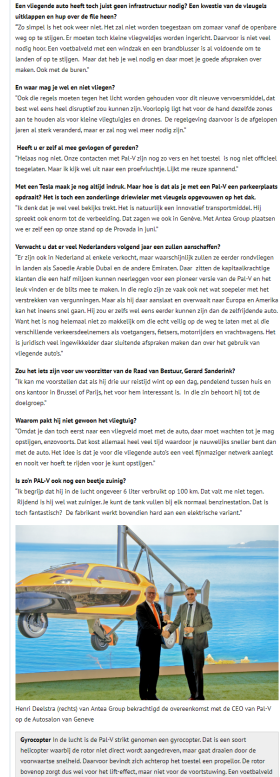 Een vliegende auto heeft toch juist geen infrastructuur nodig? Een kwestie van de vleugels
uitklappen en hup over de file heen?
"Zo simpel is het ook weer niet. Het zal niet worden toegestaan om zomaar vanaf de openbare
weg op te stijgen. Er moeten toch kleine vliegveldjes worden ingericht. Daarvoor is niet veel
nodig hoor. Een voetbalveld met een windzak en een brandblusser is al voldoende om te
landen of op te stijgen. Maar dat heb je wel nodig en daar moet je goede afspraken over
maken. Ook met de buren."
En waar mag je wel en niet vliegen?
"Ook die regels moeten tegen het licht worden gehouden voor dit nieuwe vervoersmiddel, dat
best wel eens heel disruptief zou kunnen zijn. Voorlopig ligt het voor de hand dezelfde zones
aan te houden als voor kleine vliegtuigjes en drones. De regelgeving daarvoor is de afgelopen
jaren al sterk veranderd, maar er zal nog wel meer nodig zijn."
Heeft u er zelf al mee gevlogen of gereden?
"Helaas nog niet. Onze contacten met Pal-V zijn nog zo vers en het toestel is nog niet officieel
toegelaten. Maar ik kijk wel uit naar een proefvluchtje. Lijkt me reuze spannend."
Met een Tesla maak je nog altijd indruk. Maar hoe is dat als je met een Pal-V een parkeerplaats
opdraait? Het is toch een zonderlinge driewieler met vleugels opgevouwen op het dak.
"Ik denk dat je wel veel bekijks trekt. Het is natuurlijk een innovatief transportmiddel. Hij
spreekt ook enorm tot de verbeelding. Dat zagen we ook in Genève. Met Antea Group plaatsen
we er zelf een op onze stand op de Provada in juni."
Verwacht u dat er veel Nederlanders volgend jaar een zullen aanschaffen?
"Er zijn ook in Nederland al enkele verkocht, maar waarschijnlijk zullen ze eerder rondvliegen
in landen als Saoedie Arabie Dubai en de andere Emiraten. Daar zitten de kapitaalkrachtige
klanten die een half miljoen kunnen neerleggen voor een pionier versie van de Pal-V en het
leuk vinden er de blits mee te maken. In die regio zijn ze vaak ook net wat soepeler met het
verstrekken van vergunningen. Maar als hij daar aanslaat en overwaait naar Europa en Amerika
kan het ineens snel gaan. Hij zou er zelfs wel eens eerder kunnen zijn dan de zelfrijdende auto.
Want het is nog helemaal niet zo makkelijk om die echt veilig op de weg te laten met al die
verschillende verkeersdeelnemers als voetgangers, fietsers, motorrijders en vrachtwagens. Het
is juridisch veel ingewikkelder daar sluitende afspraken maken dan over het gebruik van
vliegende auto's."
Zou het iets zijn voor uw voorzitter van de Raad van Bestuur, Gerard Sanderink?
"Ik kan me voorstellen dat als hij drie uur reistijd wint op een dag, pendelend tussen huis en
ons kantoor in Brussel of Parijs, het voor hem interessant is. In die zin behoort hij tot de
doelgroep."
Waarom pakt hij niet gewoon het vliegtuig?
"Omdat je dan toch eerst naar een vliegveld moet met de auto, daar moet wachten tot je mag
opstijgen, enzovoorts. Dat kost allemaal heel veel tijd waardoor je nauwelijks sneller bent dan
met de auto. Het idee is dat je voor die vliegende auto's een veel fijnmaziger netwerk aanlegt
en nooit ver hoeft te rijden voor je kunt opstijgen."
Is zo'n PAL-V ook nog een beetje zuinig?
"Ik begrijp dat hij in de lucht ongeveer 6 liter verbruikt op 100 km. Dat valt me niet tegen.
Rijdend is hij wel wat zuiniger. Je kunt de tank vullen bij elk normaal benzinestation. Dat is
toch fantastisch? De fabrikant werkt bovendien hard aan een elektrische variant."
Henri Deelstra (rechts) van Antea Group bekrachtigd de overeenkomst met de CEO van Pal-V
op de Autosalon van Geneve
Gyrocopter In de lucht is de Pal-V strikt genomen een gyrocopter. Dat is een soort
helicopter waarbij de rotor niet direct wordt aangedreven, maar gaat draaien door de
voorwaartse snelheid. Daarvoor bevindt zich achterop het toestel een propellor. De rotor
bovenop zorgt dus wel voor het lift-effect, maar niet voor de voortstuwing. Een voetbalveld